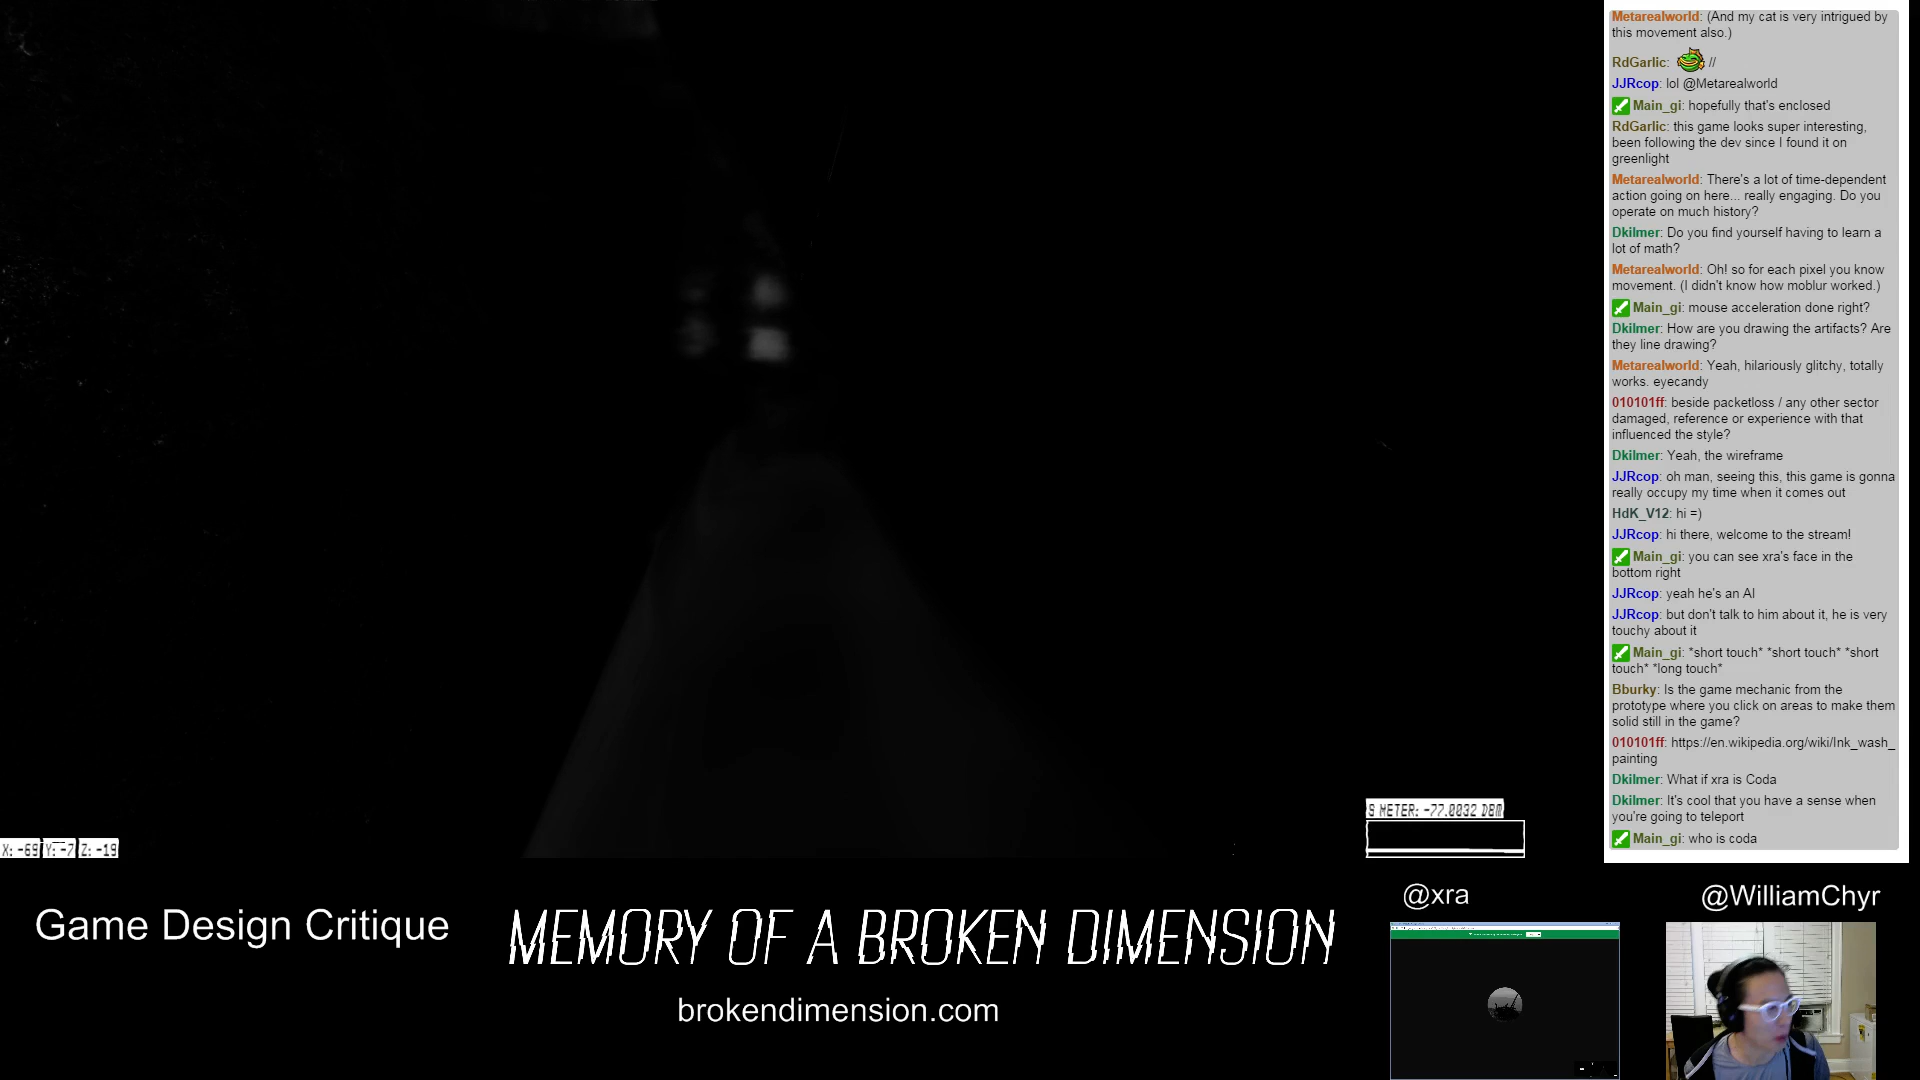 Metarealworld: (And my cat is very intrigued by
this movement also.)
RdGarlic: //
JJRcop: lol @Metarealworld
Main_gi: hopefully that's enclosed
RdGarlic: this game looks super interesting,
been following the dev since I found it on
greenlight
Metarealworld: There's a lot of time-dependent
action going on here... really engaging. Do you
operate on much history?
Dkilmer: Do you find yourself having to learn a
lot of math?
Metarealworld: Oh! so for each pixel you know
movement. (I didn't know how moblur worked.)
Main_gi: mouse acceleration done right?
Dkilmer: How are you drawing the artifacts? Are
they line drawing?
Metarealworld: Yeah, hilariously glitchy, totally
works. eyecandy
010101ff: beside packetloss / any other sector
damaged, reference or experience with that
influenced the style?
Dkilmer: Yeah, the wireframe
JJRcop: oh man, seeing this, this game is gonna
really occupy my time when it comes out
HdK_V12: hi =)
JJRcop: hi there, welcome to the stream!
Main_gi: you can see xra's face in the
bottom right
JJRcop: yeah he's an AI
JJRcop: but don't talk to him about it, he is very
touchy about it
Main_gi: *short touch* *short touch* *short
touch* *long touch*
Bburky: Is the game mechanic from the
prototype where you click on areas to make them
solid still in the game?
010101ff: https://en.wikipedia.org/wiki/Ink_wash_
painting
Dkilmer: What if xra is Coda
Dkilmer: It's cool that you have a sense when
you're going to teleport
Main_gi: who is coda
S METER: -77.0032 DBM
X: -69 Y: -7 Z: -19
Game Design Critique
MEMORY OF A BROKEN DIMENSION
brokendimension.com
@xra
@WilliamChyr